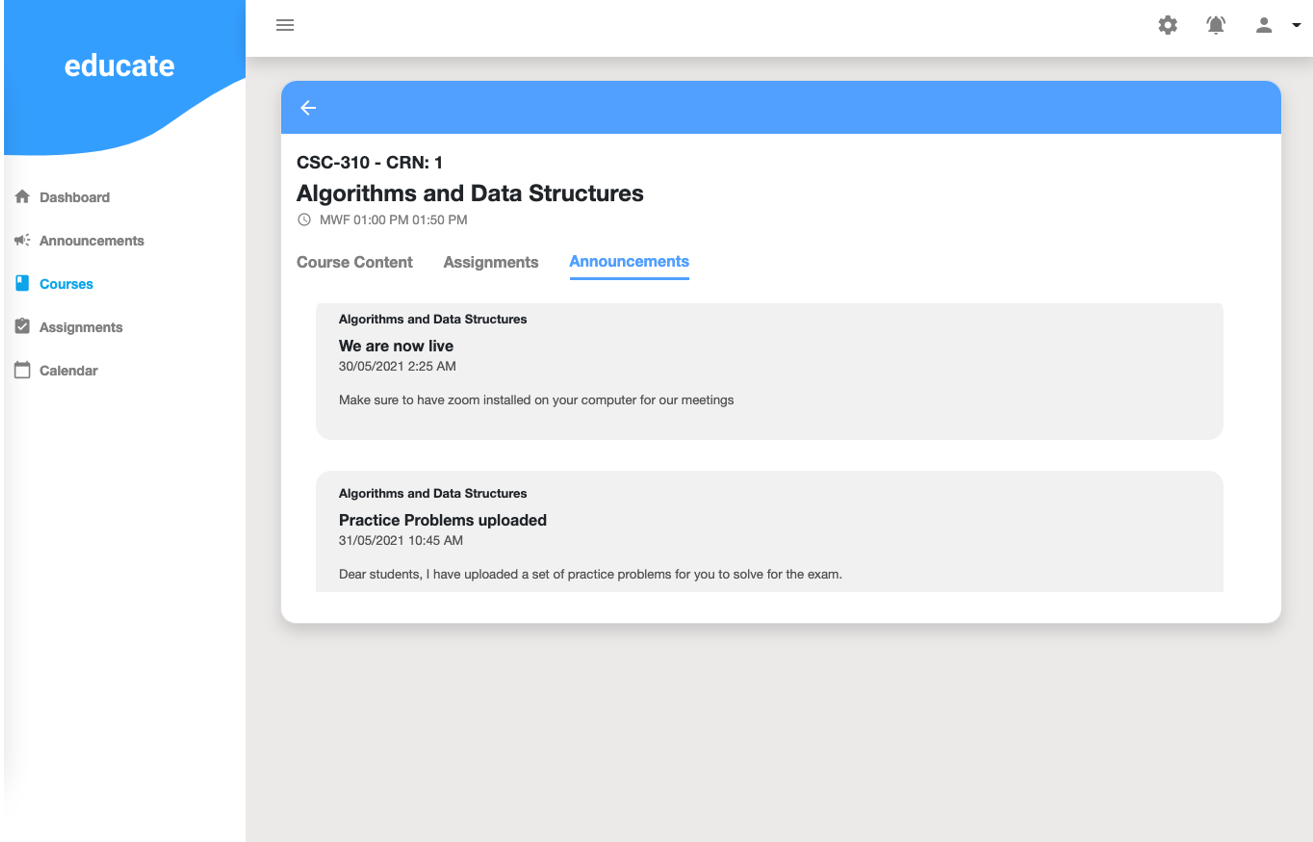 educate
Dashboard
Announcements
Courses
Assignments
Calendar
CSC-310 - CRN: 1
Algorithms and Data Structures
MWF 01:00 PM 01:50 PM
Course Content
Assignments
Announcements
Algorithms and Data Structures
We are now live
30/05/2021 2:25 AM
Make sure to have zoom installed on your computer for our meetings
Algorithms and Data Structures
Practice Problems uploaded
31/05/2021 10:45 AM
Dear students, I have uploaded a set of practice problems for you to solve for the exam.